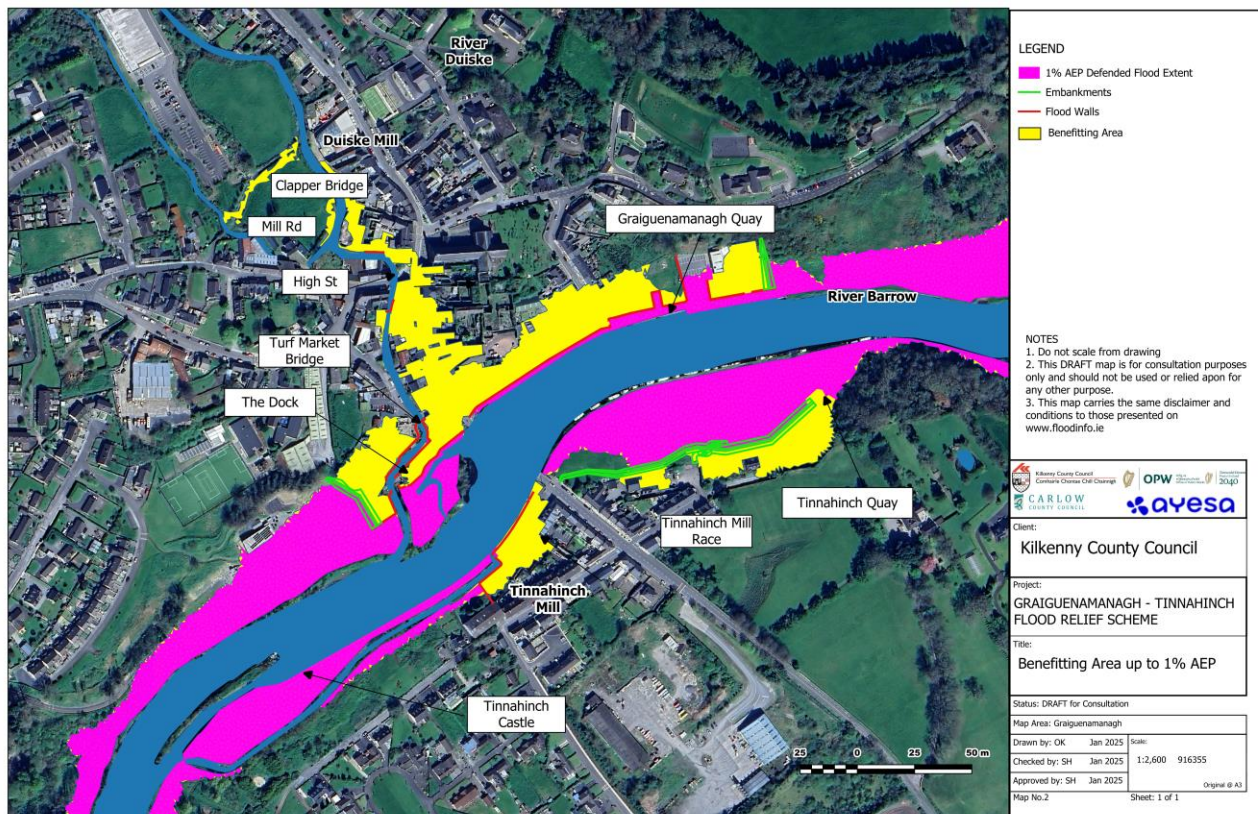 River
Duiske
Duiske Mill
Clapper Bridge
Mill Rd
High St
Graiguenamanagh Quay
River Barrow
Turf Market
Bridge
The Dock
Tinnahinch Quay
Tinnahinch Mill
Race
Tinnahinch
Mill
Tinnahinch
Castle
25 0 25 50 m
LEGEND
1% AEP Defended Flood Extent
Embankments
Flood Walls
Benefitting Area
NOTES
1. Do not scale from drawing
2. This DRAFT map is for consultation purposes
only and should not be used or relied apon for
any other purpose.
3. This map carries the same disclaimer and
conditions to those presented on
www.floodinfo.ie
Kilkenny County Council
Comhairle Chontae Chill Chainnigh
OPW
2040
CARLOW
COUNTY COUNCIL
ayesa
Client:
Kilkenny County Council
Project:
GRAIGUENAMANAGH - TINNAHINCH
FLOOD RELIEF SCHEME
Title:
Benefitting Area up to 1% AEP
Status: DRAFT for Consultation
Map Area: Graiguenamanagh
Drawn by: OK Jan 2025 Scale:
Checked by: SH Jan 2025 1:2,600 916355
Approved by: SH Jan 2025 Original @ A3
Map No.2 Sheet: 1 of 1